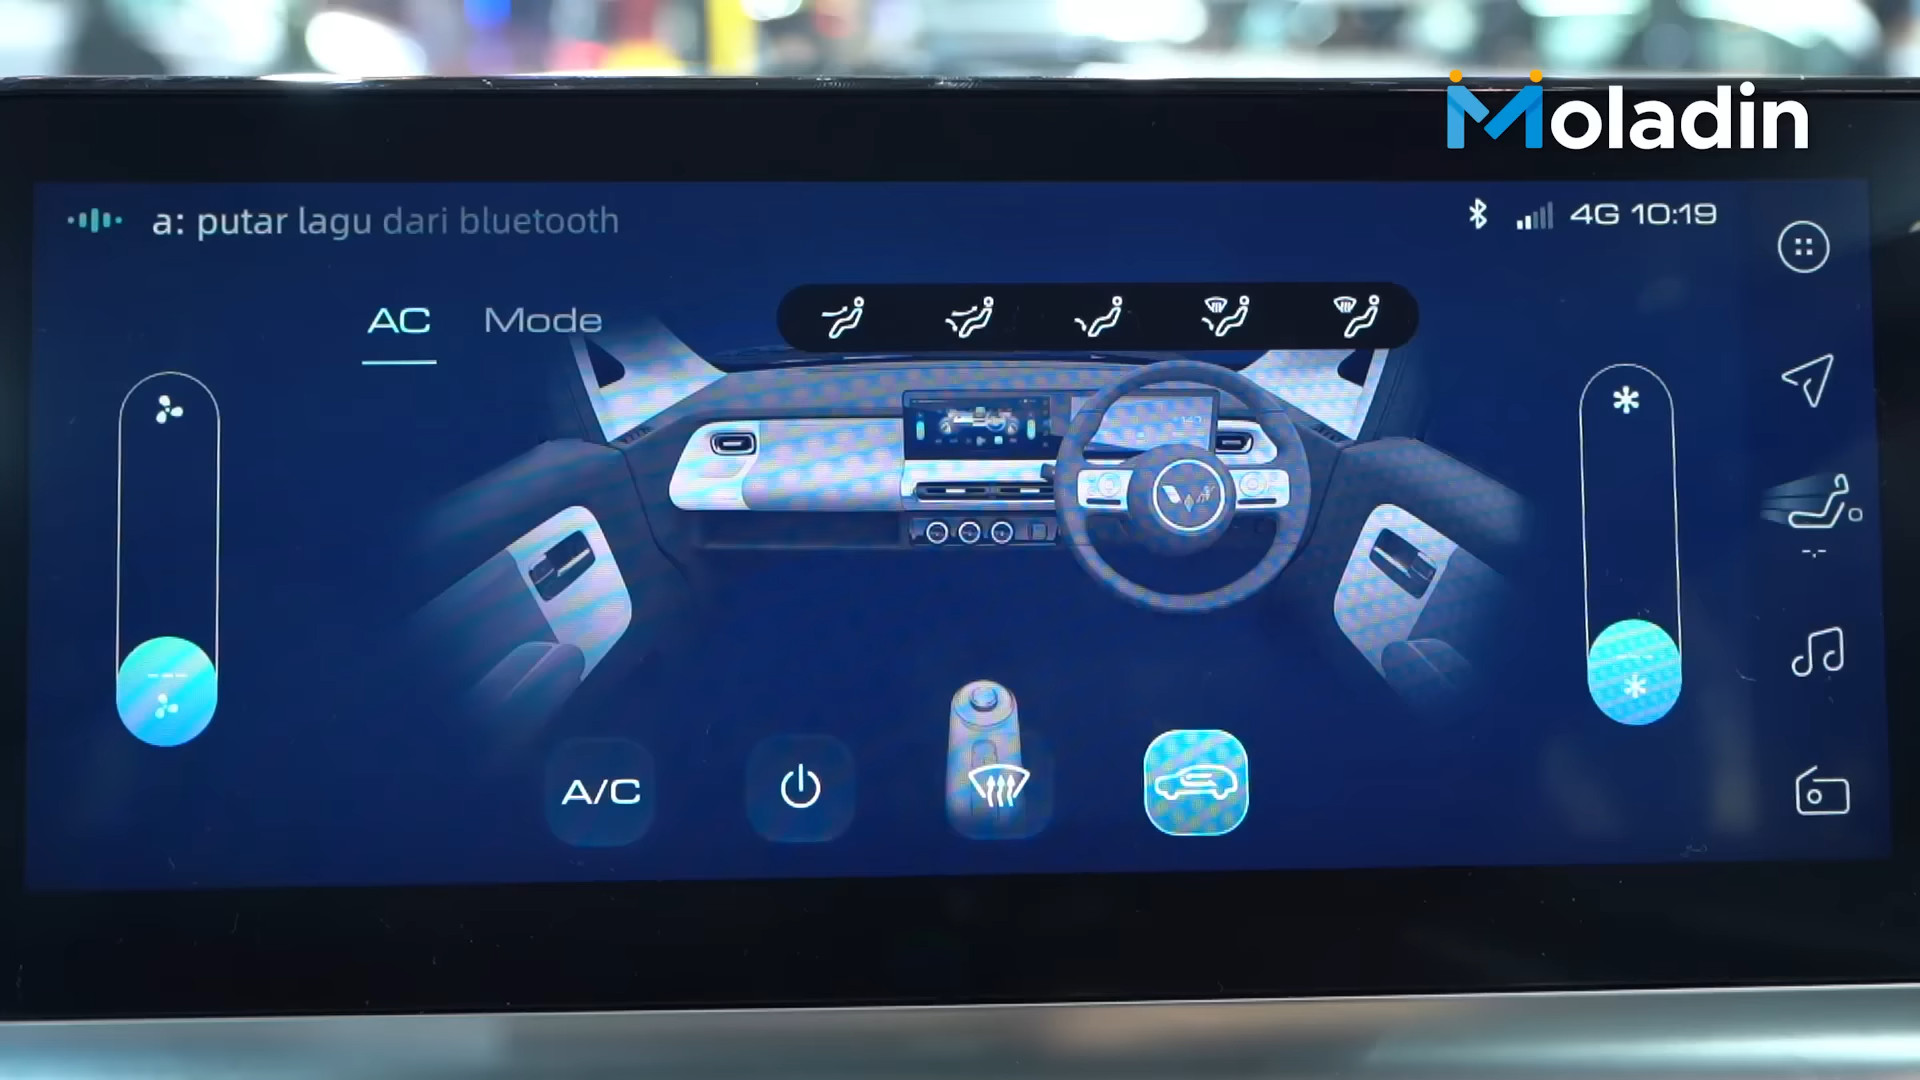 Moladin
a: putar lagu dari bluetooth
4G 10:19
AC Mode
A/C